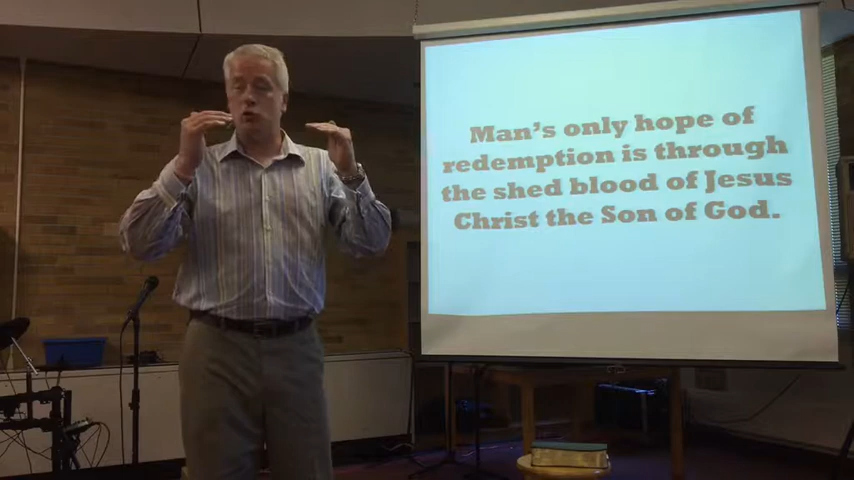 Man's only hope of
redemption is through
the shed blood of Jesus
Christ the Son of God.